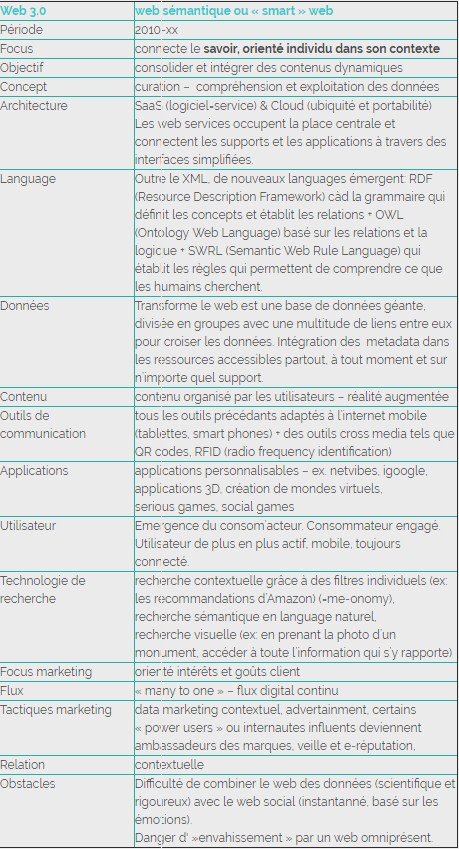 Web 3.0 web sémantique ou « smart » web
Période 2010-xx
Focus connecte le savoir, orienté individu dans son contexte
Objectif consolider et intégrer des contenus dynamiques
Concept curation – compréhension et exploitation des données
Architecture SaaS (logiciel=service) & Cloud (ubiquité et portabilité)
Les web services occupent la place centrale et
connectent les supports et les applications à travers des
interfaces simplifiées.
Language Outre le XML, de nouveaux languages émergent: RDF
(Resource Description Framework) càd la grammaire qui
définit les concepts et établit les relations + OWL
(Ontology Web Language) basé sur les relations et la
logique + SWRL (Semantic Web Rule Language) qui
établit les règles qui permettent de comprendre ce que
les humains cherchent.
Données Transforme le web est une base de données géante,
divisée en groupes avec une multitude de liens entre eux
pour croiser les données. Intégration des metadata dans
les ressources accessibles partout, à tout moment et sur
n'importe quel support.
Contenu contenu organisé par les utilisateurs – réalité augmentée
Outils de tous les outils précédants adaptés à l'internet mobile
communication (tablettes, smart phones) + des outils cross media tels que
QR codes, RFID (radio frequency identification)
Applications applications personnalisables – ex. netvibes, igoogle,
applications 3D, création de mondes virtuels,
serious games, social games
Utilisateur Emergence du consom'acteur. Consommateur engagé.
Utilisateur de plus en plus actif, mobile, toujours
connecté.
Technologie de recherche contextuelle grâce à des filtres individuels (ex:
recherche les recommandations d'Amazon) (=me-onomy),
recherche sémantique en language naturel,
recherche visuelle (ex: en prenant la photo d'un
monument, accéder à toute l'information qui s'y rapporte)
Focus marketing orienté intérêts et goûts client
Flux « many to one » – flux digital continu
Tactiques marketing data marketing contextuel, advertainment, certains
« power users » ou internautes influents deviennent
ambassadeurs des marques, veille et e-réputation,
Relation contextuelle
Obstacles Difficulté de combiner le web des données (scientifique et
rigoureux) avec le web social (instantanné, basé sur les
émotions).
Danger d' »envahissement » par un web omniprésent.